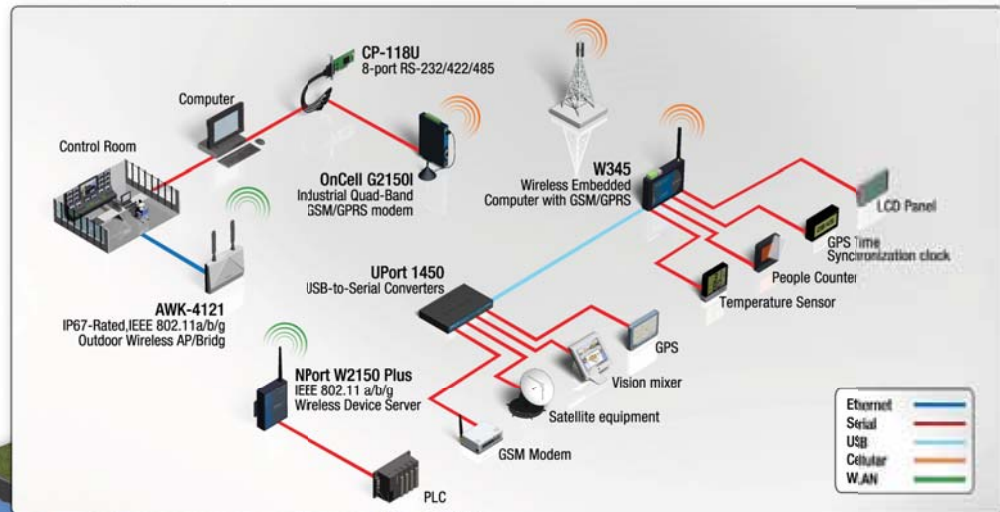 CP-118U
8-port RS-232/422/485
Computer
Control Room
OnCell G2150I
Industrial Quad-Band
GSM/GPRS modem
W345
Wireless Embedded
Computer with GSM/GPRS
LCD Panel
GPS Time
Synchronization clock
People Counter
Temperature Sensor
AWK-4121
IP67-Rated,IEEE 802.11a/b/g
Outdoor Wireless AP/Bridg
UPort 1450
USB-to-Serial Converters
GPS
Vision mixer
Satellite equipment
GSM Modem
NPort W2150 Plus
IEEE 802.11 a/b/g
Wireless Device Server
PLC
Ethernet
Serial
USB
Cellular
WLAN